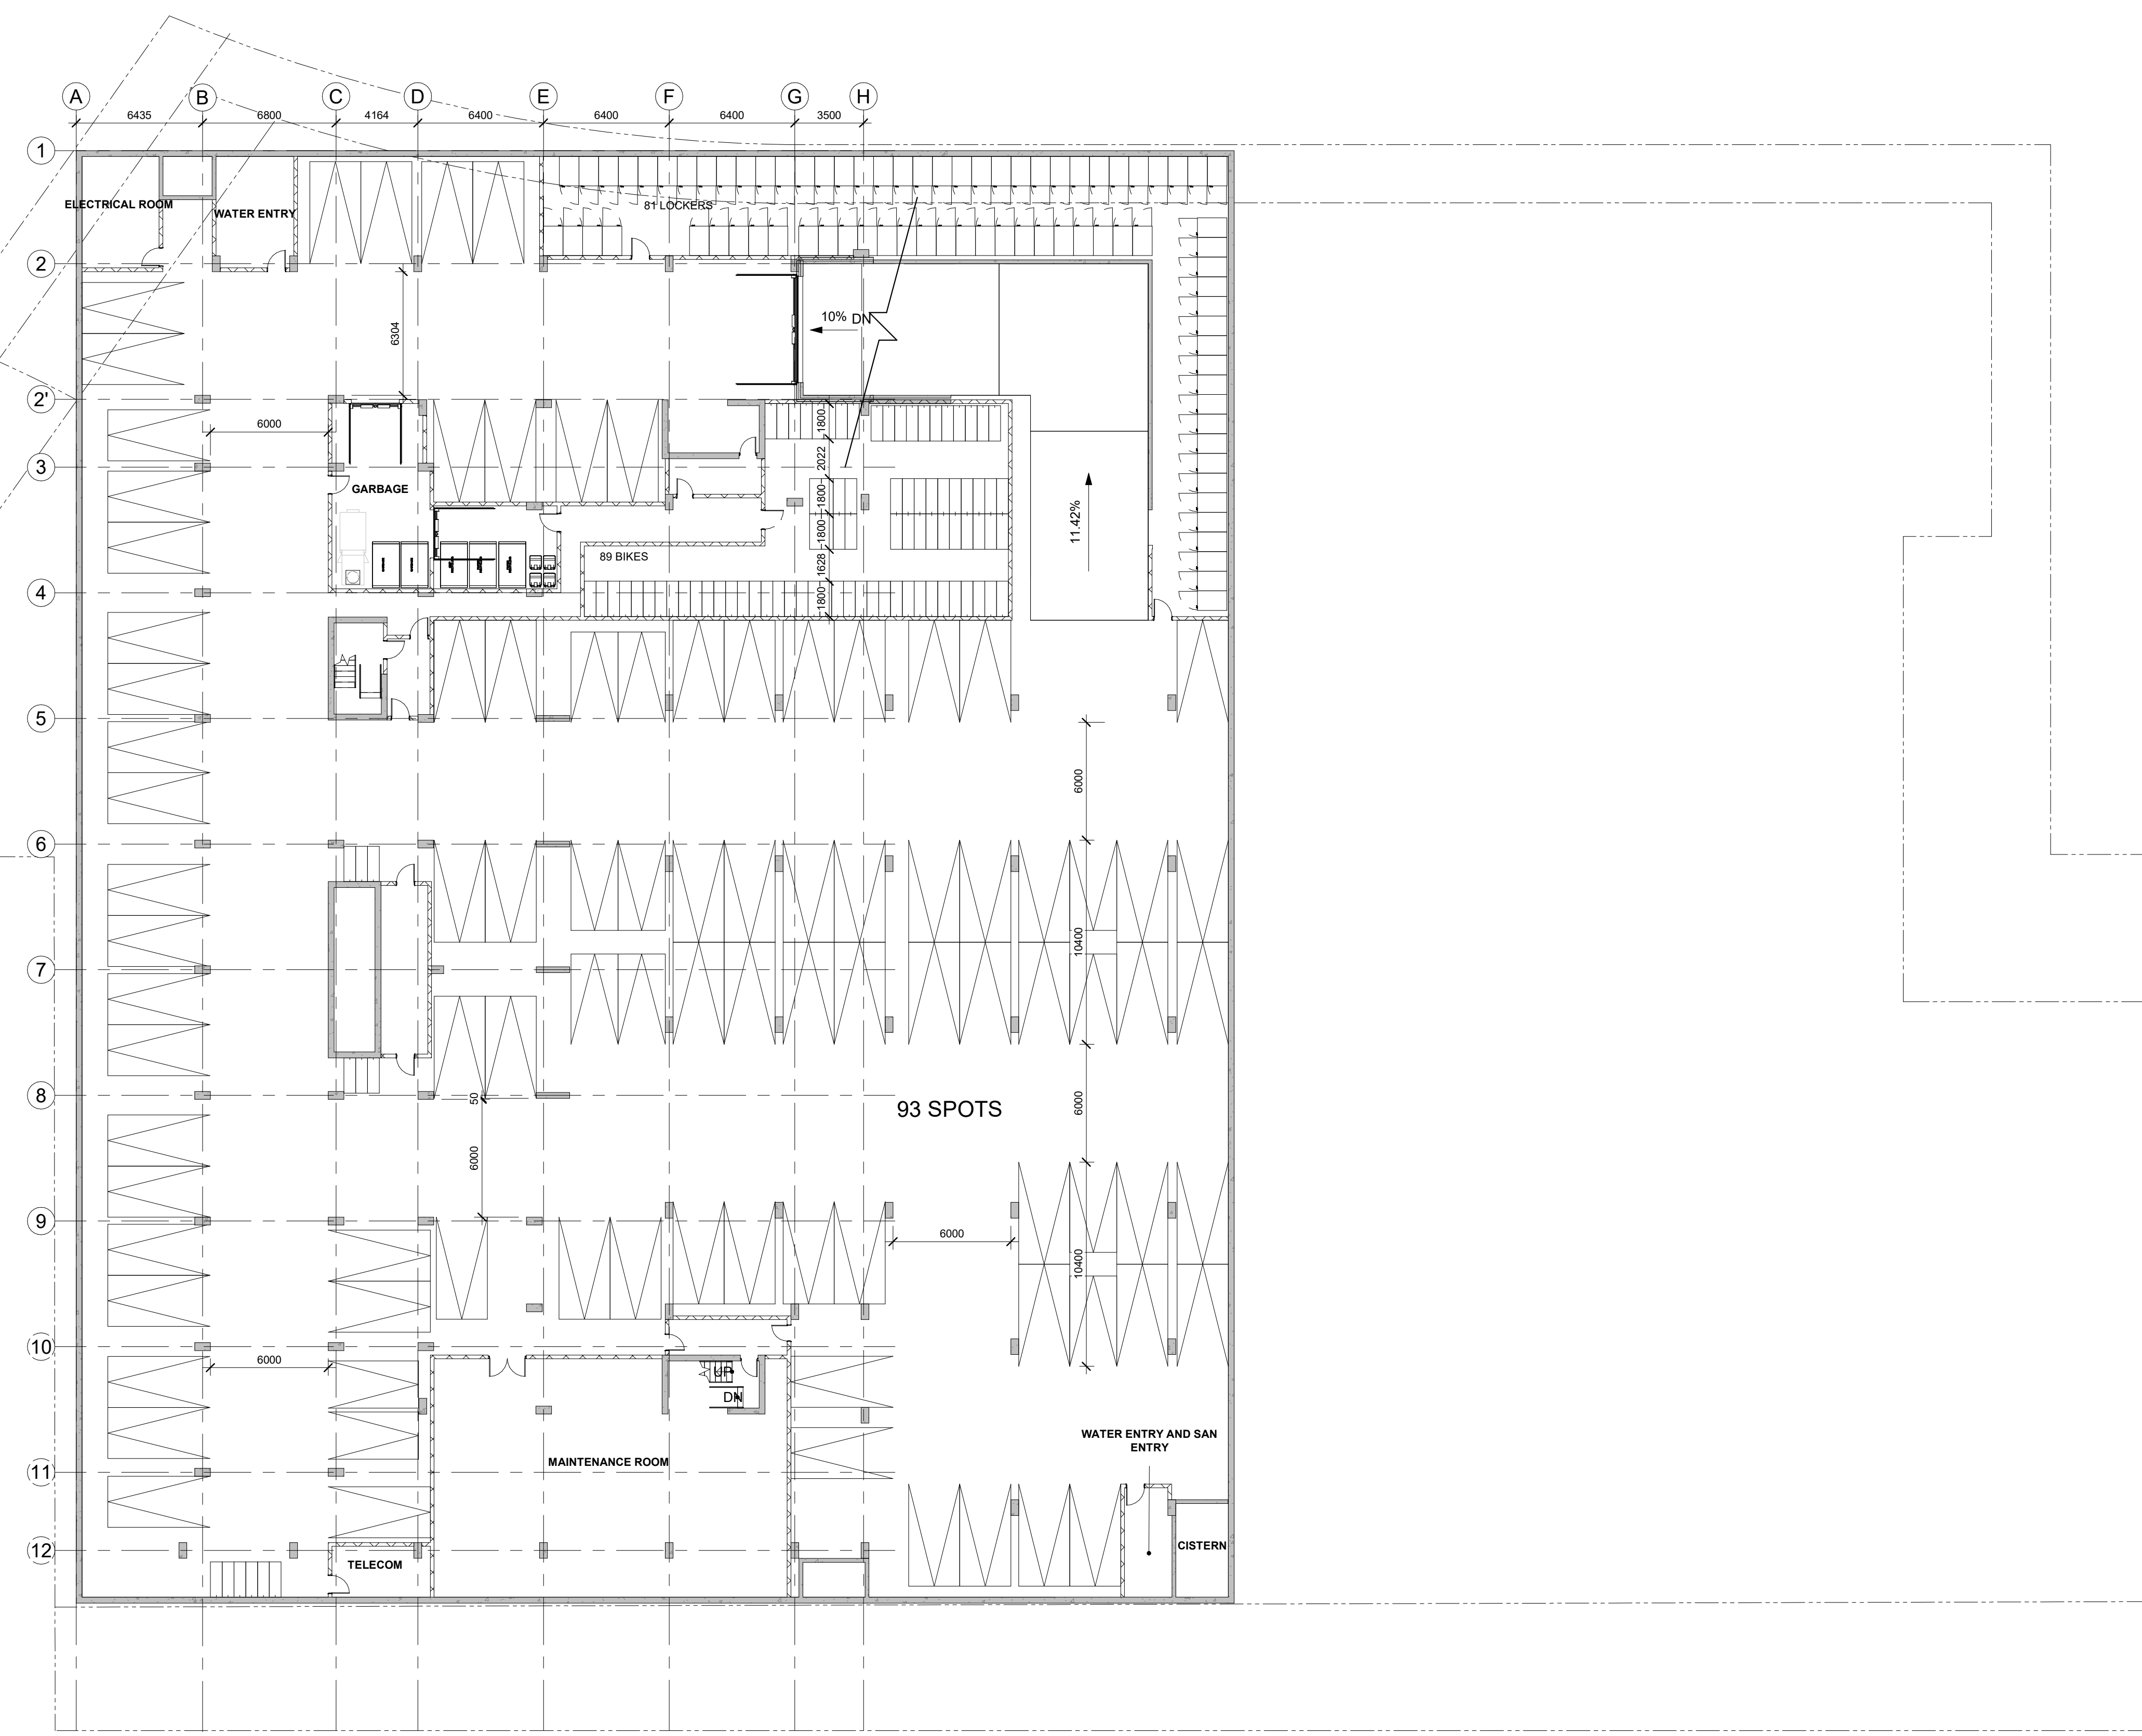 A
B
C
D
E
F
G
H
6435
6800
4164
6400
6400
6400
3500
1
ELECTRICAL ROOM
WATER ENTRY
81 LOCKERS
2
10% DN
6304
2'
6000
1800
3
2022
GARBAGE
1800
11.42%
1800
89 BIKES
1628
4
1800
5
6000
6
10400
7
8
50
93 SPOTS
6000
6000
9
6000
10400
10
6000
UP
DN
WATER ENTRY AND SAN
ENTRY
MAINTENANCE ROOM
11
12
TELECOM
CISTERN